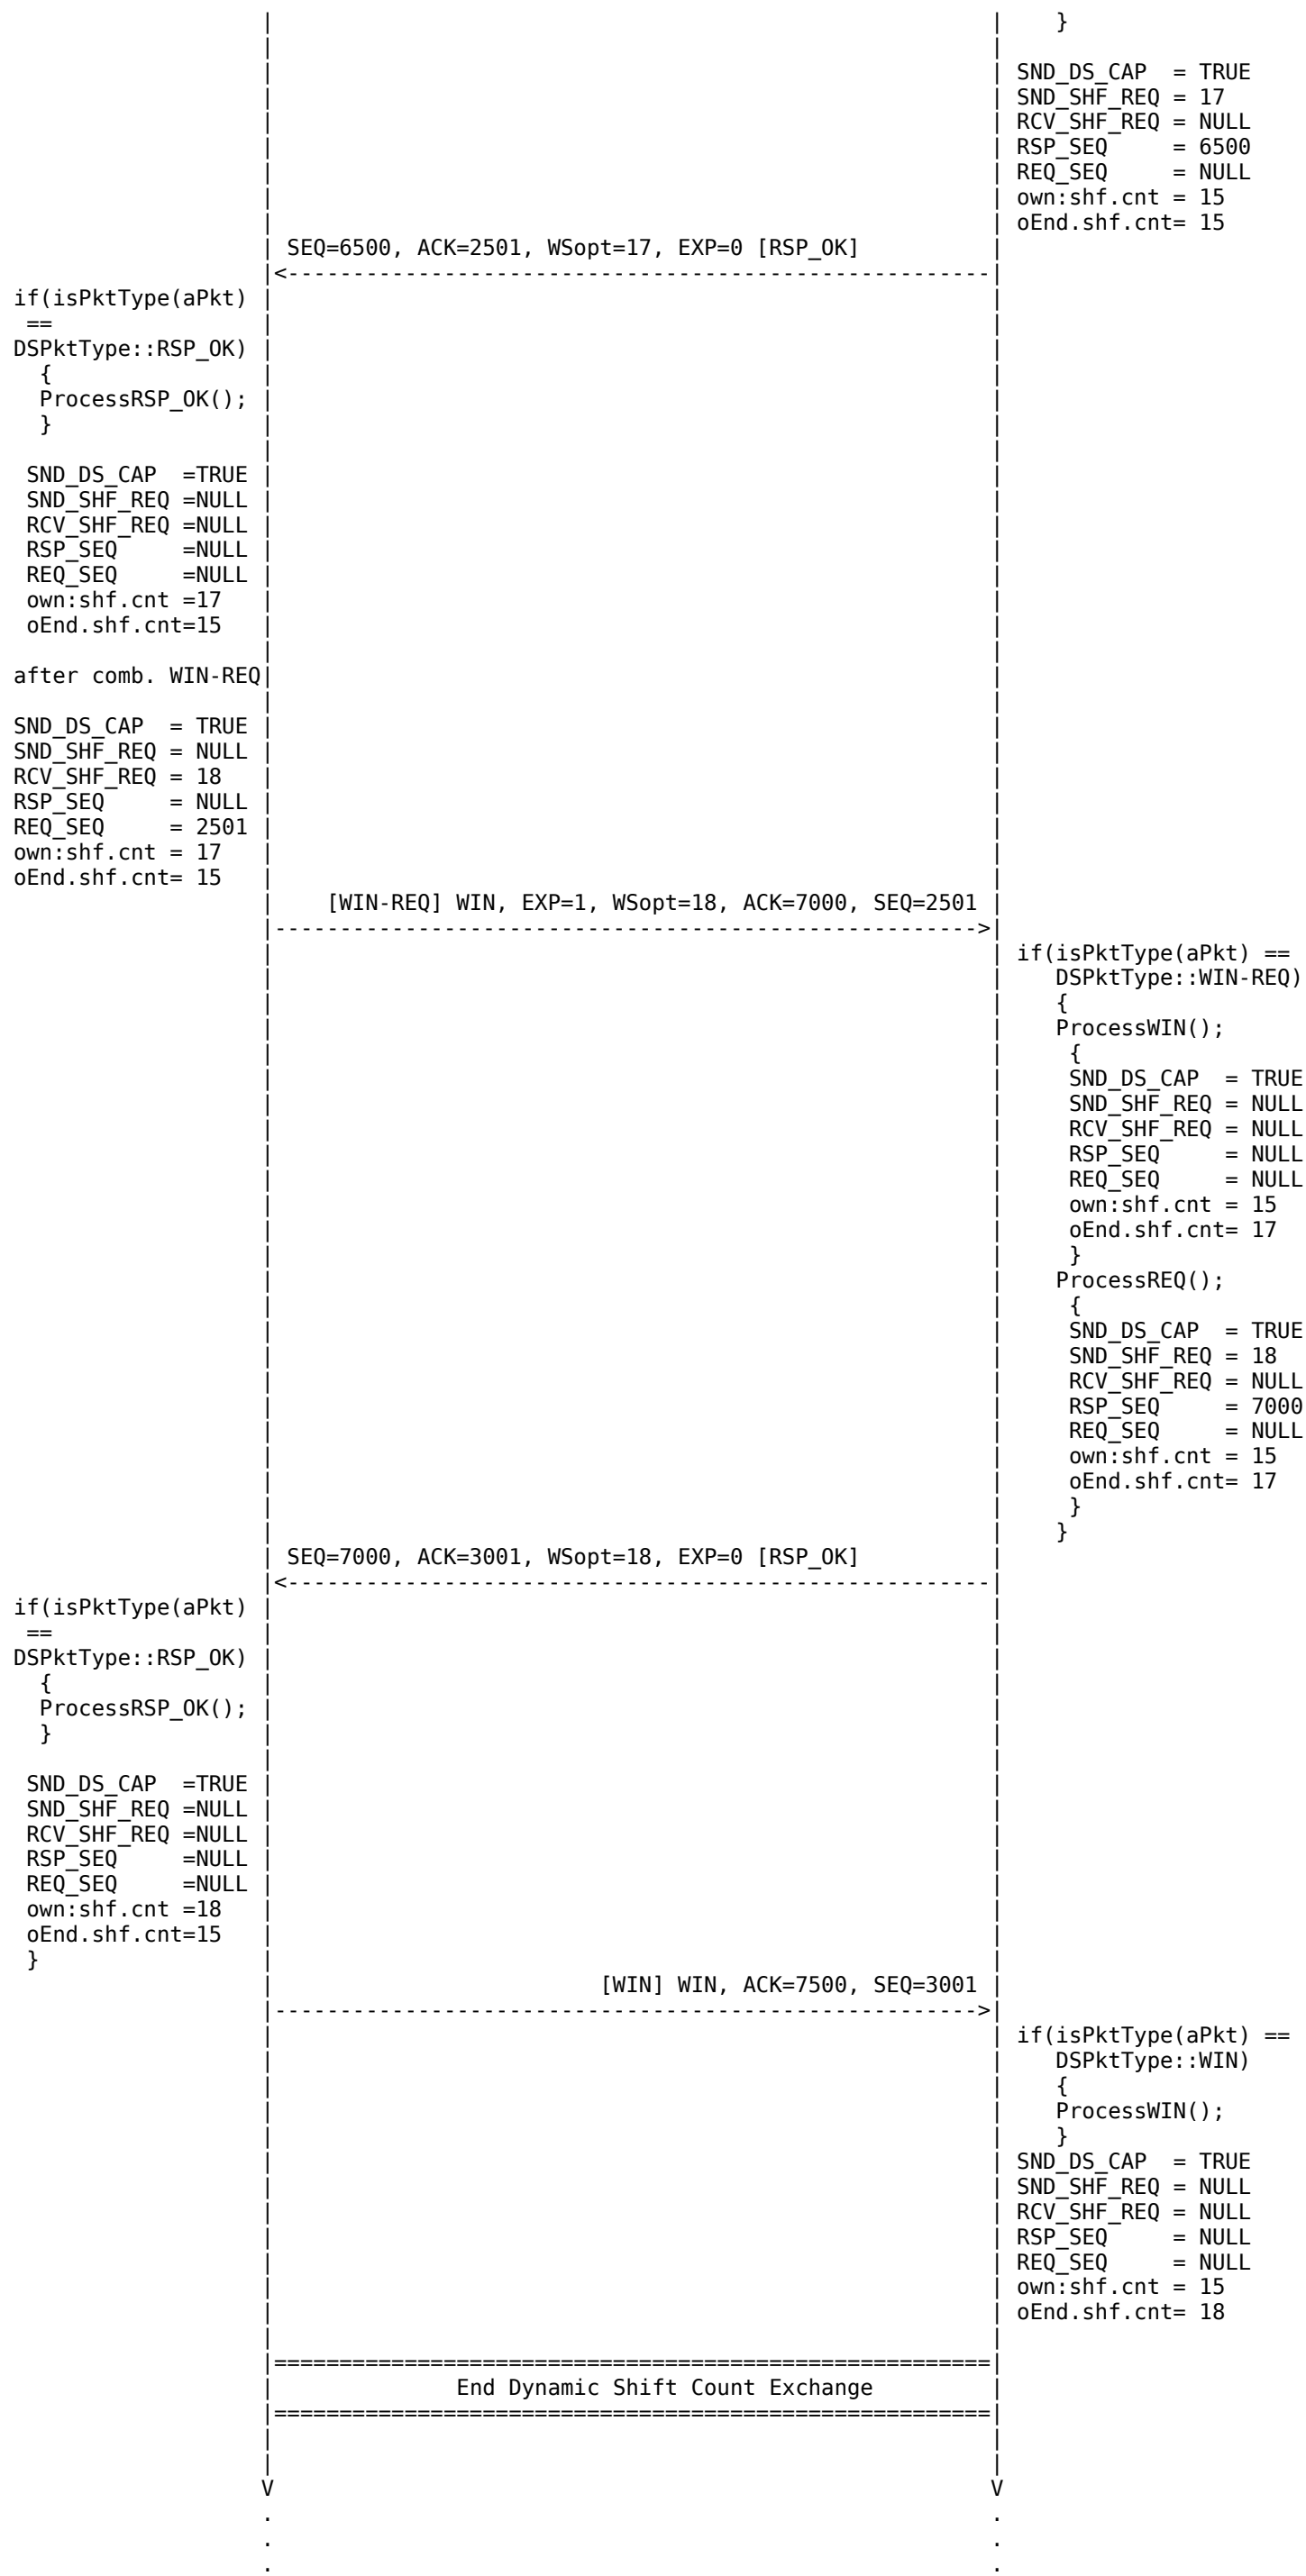 }
SND_DS_CAP  = TRUE
SND_SHF_REQ = 17
RCV_SHF_REQ = NULL
RSP_SEQ     = 6500
REQ_SEQ     = NULL
own:shf.cnt = 15
oEnd.shf.cnt= 15
SEQ=6500, ACK=2501, WSopt=17, EXP=0 [RSP_OK]
|<------------------------------------------------------|
if(isPktType(aPkt)
==
DSPktType::RSP_OK)
{
ProcessRSP_OK();
}
SND_DS_CAP  =TRUE
SND_SHF_REQ =NULL
RCV_SHF_REQ =NULL
RSP_SEQ     =NULL
REQ_SEQ     =NULL
own:shf.cnt =17
oEnd.shf.cnt=15
after comb. WIN-REQ
SND_DS_CAP  = TRUE
SND_SHF_REQ = NULL
RCV_SHF_REQ = 18
RSP_SEQ     = NULL
REQ_SEQ     = 2501
own:shf.cnt = 17
oEnd.shf.cnt= 15
[WIN-REQ] WIN, EXP=1, WSopt=18, ACK=7000, SEQ=2501
|------------------------------------------------------>|
if(isPktType(aPkt) ==
DSPktType::WIN-REQ)
{
ProcessWIN();
{
SND_DS_CAP  = TRUE
SND_SHF_REQ = NULL
RCV_SHF_REQ = NULL
RSP_SEQ     = NULL
REQ_SEQ     = NULL
own:shf.cnt = 15
oEnd.shf.cnt= 17
}
ProcessREQ();
{
SND_DS_CAP  = TRUE
SND_SHF_REQ = 18
RCV_SHF_REQ = NULL
RSP_SEQ     = 7000
REQ_SEQ     = NULL
own:shf.cnt = 15
oEnd.shf.cnt= 17
}
}
SEQ=7000, ACK=3001, WSopt=18, EXP=0 [RSP_OK]
|<------------------------------------------------------|
if(isPktType(aPkt)
==
DSPktType::RSP_OK)
{
ProcessRSP_OK();
}
SND_DS_CAP  =TRUE
SND_SHF_REQ =NULL
RCV_SHF_REQ =NULL
RSP_SEQ     =NULL
REQ_SEQ     =NULL
own:shf.cnt =18
oEnd.shf.cnt=15
}
[WIN] WIN, ACK=7500, SEQ=3001
|------------------------------------------------------>|
if(isPktType(aPkt) ==
DSPktType::WIN)
{
ProcessWIN();
}
SND_DS_CAP  = TRUE
SND_SHF_REQ = NULL
RCV_SHF_REQ = NULL
RSP_SEQ     = NULL
REQ_SEQ     = NULL
own:shf.cnt = 15
oEnd.shf.cnt= 18
|=======================================================|
End Dynamic Shift Count Exchange
|=======================================================|
V V
. .
. .
. .